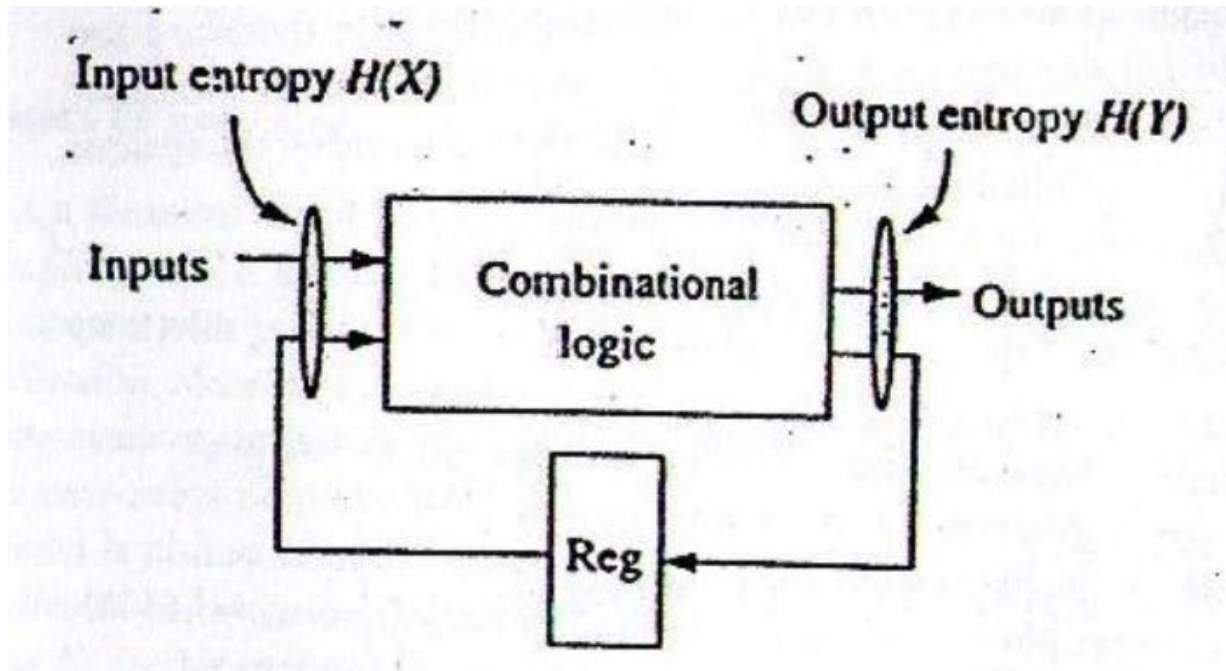 Input entropy H(X)
Output entropy H(Y)
Inputs
Combinational
logic
Outputs
Reg